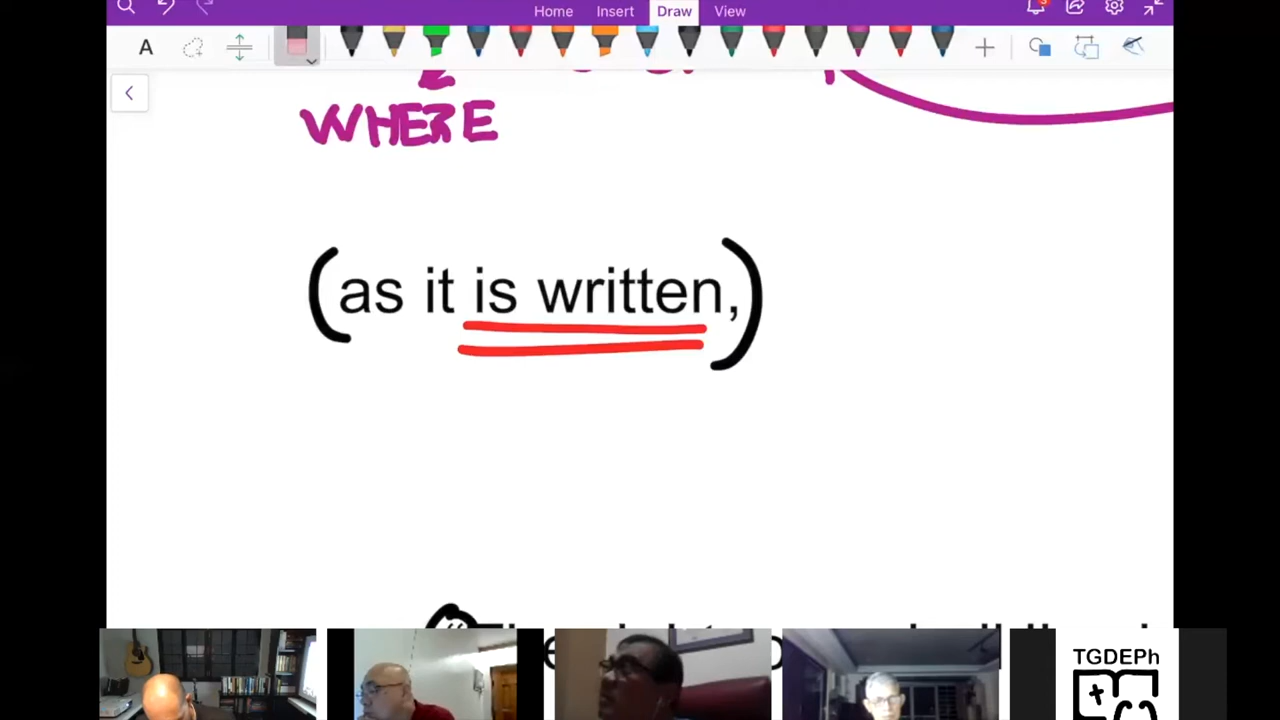 Home Insert Draw View
A
WHERE
(as it is written,)
TGDEPh